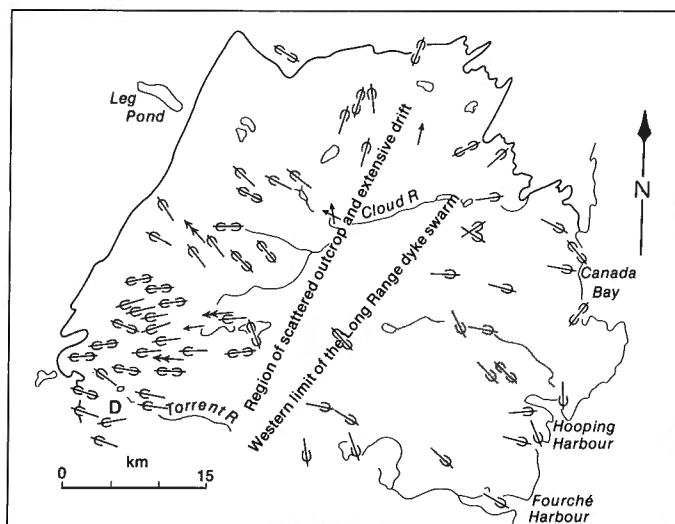 Leg
Pond
N
Cloud R
Region of scattered outcrop and extensive drift
Western limit of the Long Range dyke swarm
Canada
Bay
D
Torrent R
Hooping
Harbour
km
0
15
Fourché
Harbour